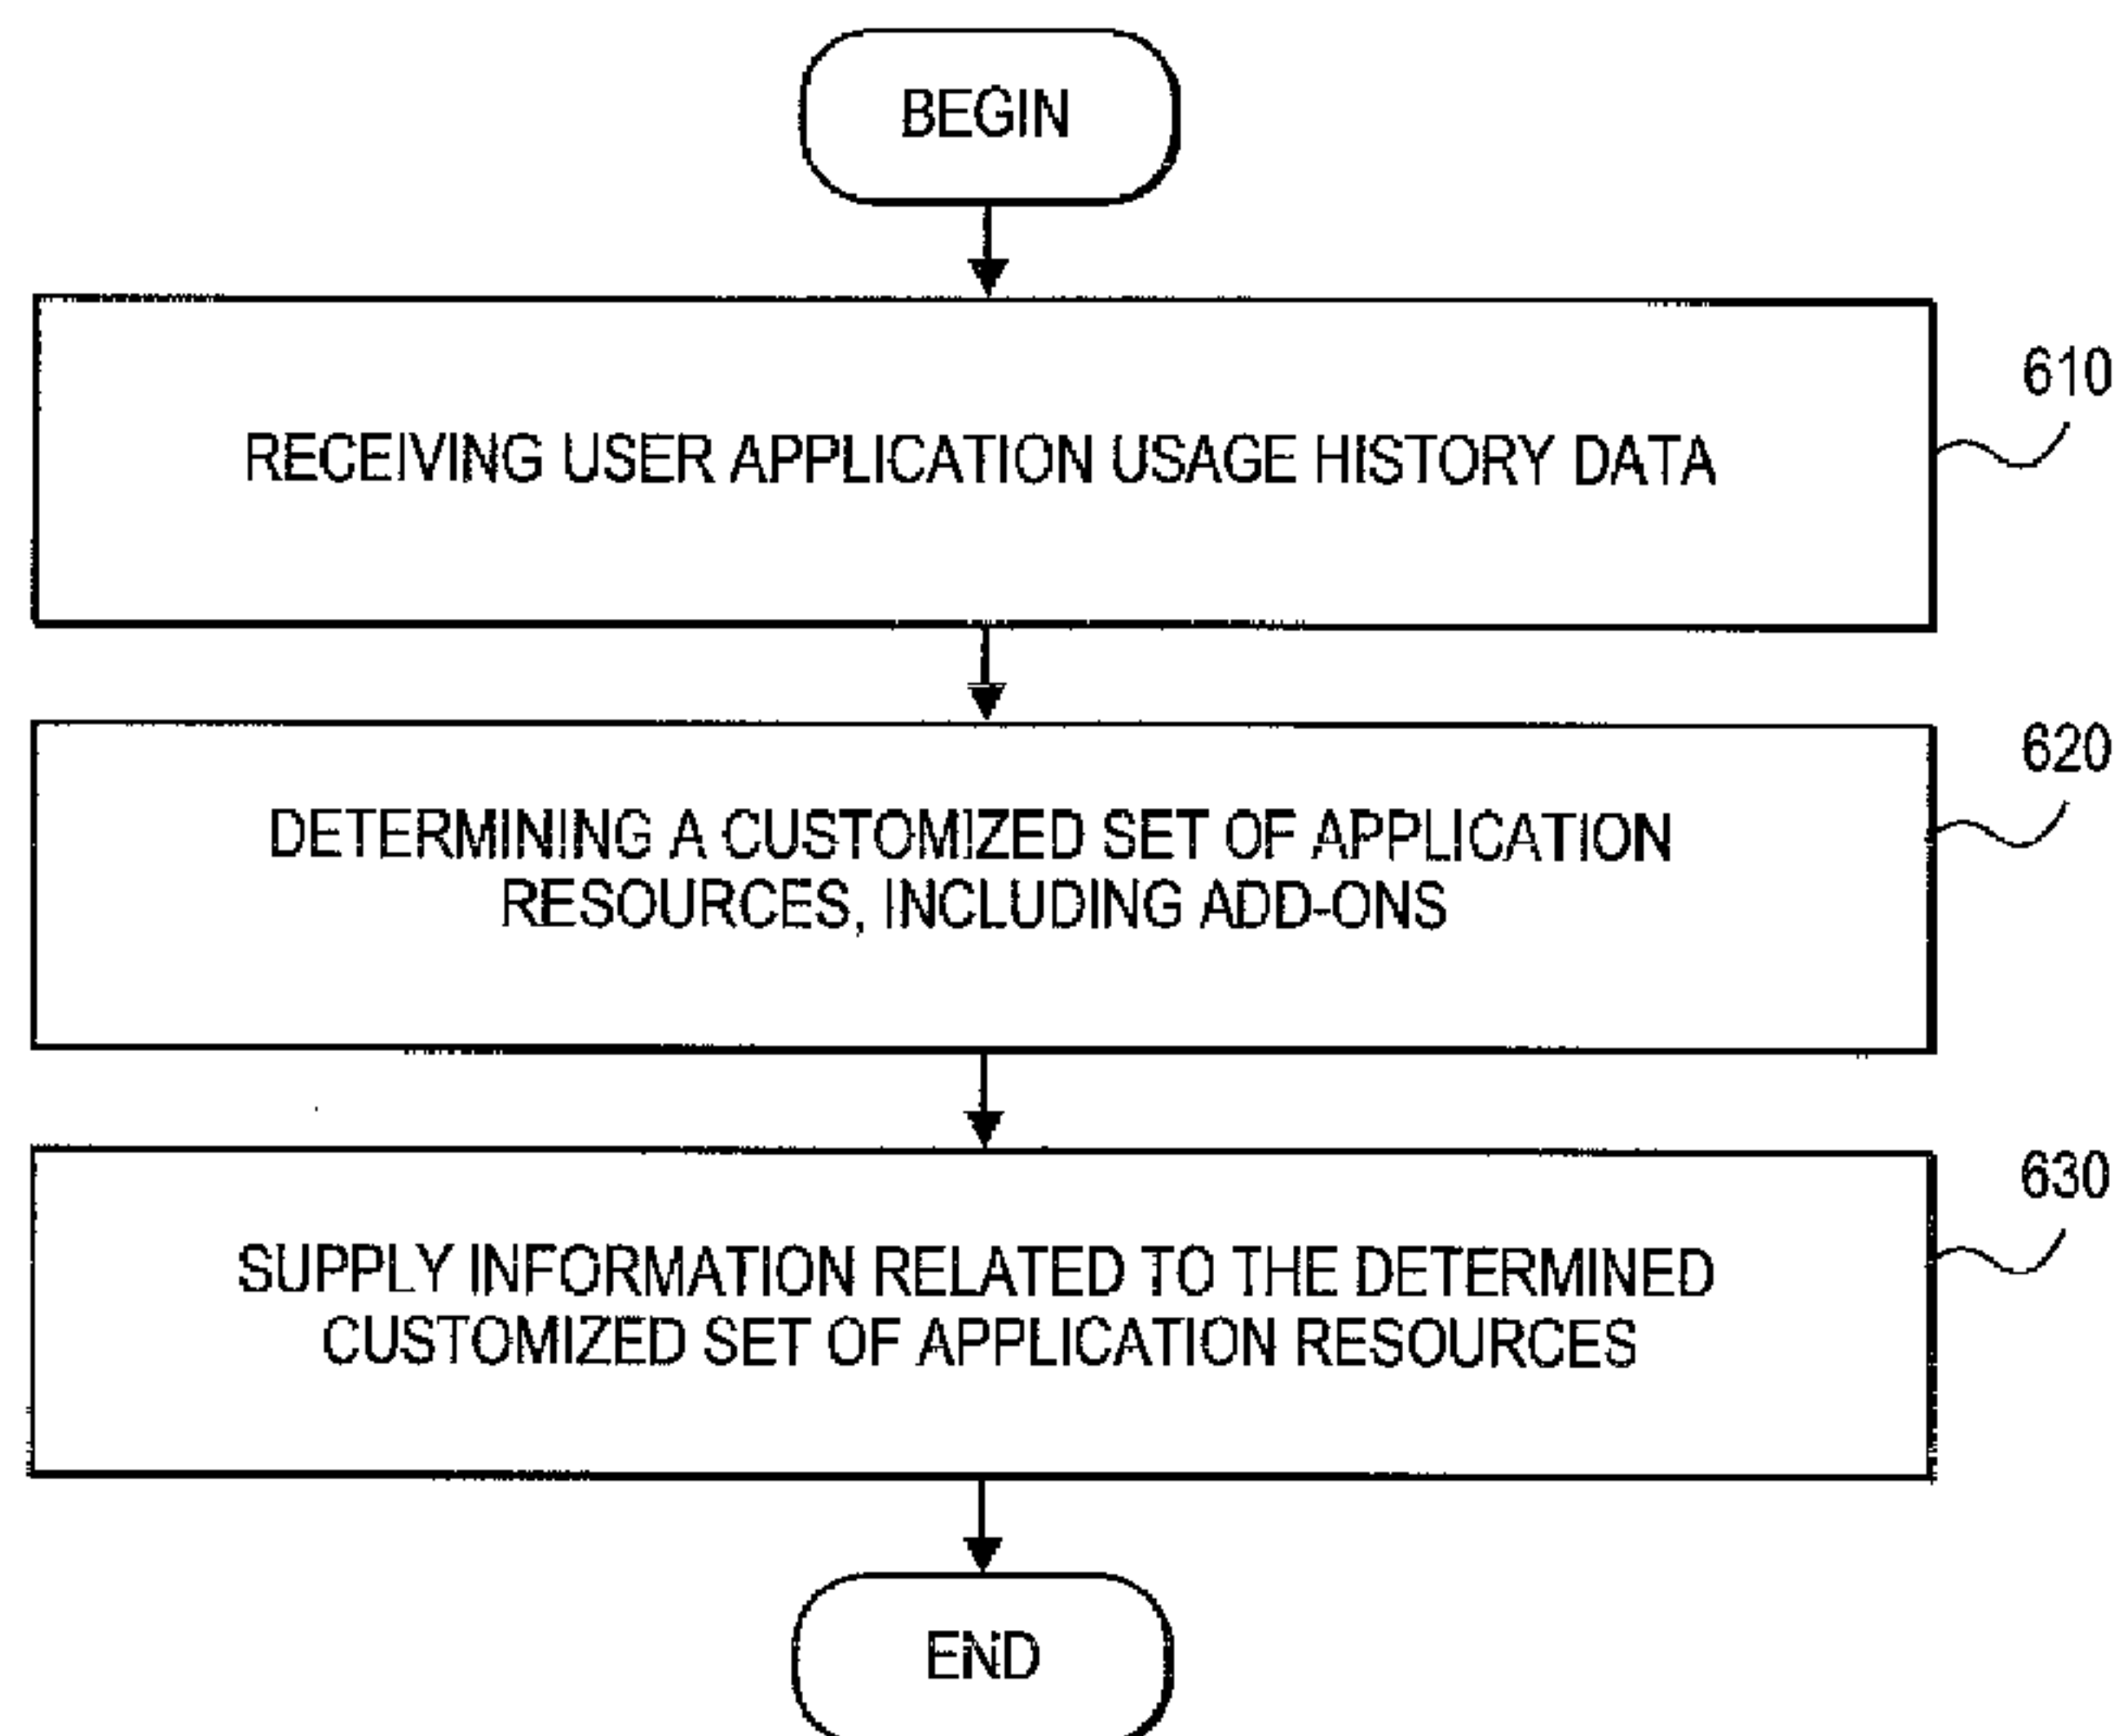 BEGIN
610
RECEIVING USER APPLICATION USAGE HISTORY DATA
620
DETERMINING A CUSTOMIZED SET OF APPLICATION
RESOURCES, INCLUDING ADD-ONS
630
SUPPLY INFORMATION RELATED TO THE DETERMINED
CUSTOMIZED SET OF APPLICATION RESOURCES
END